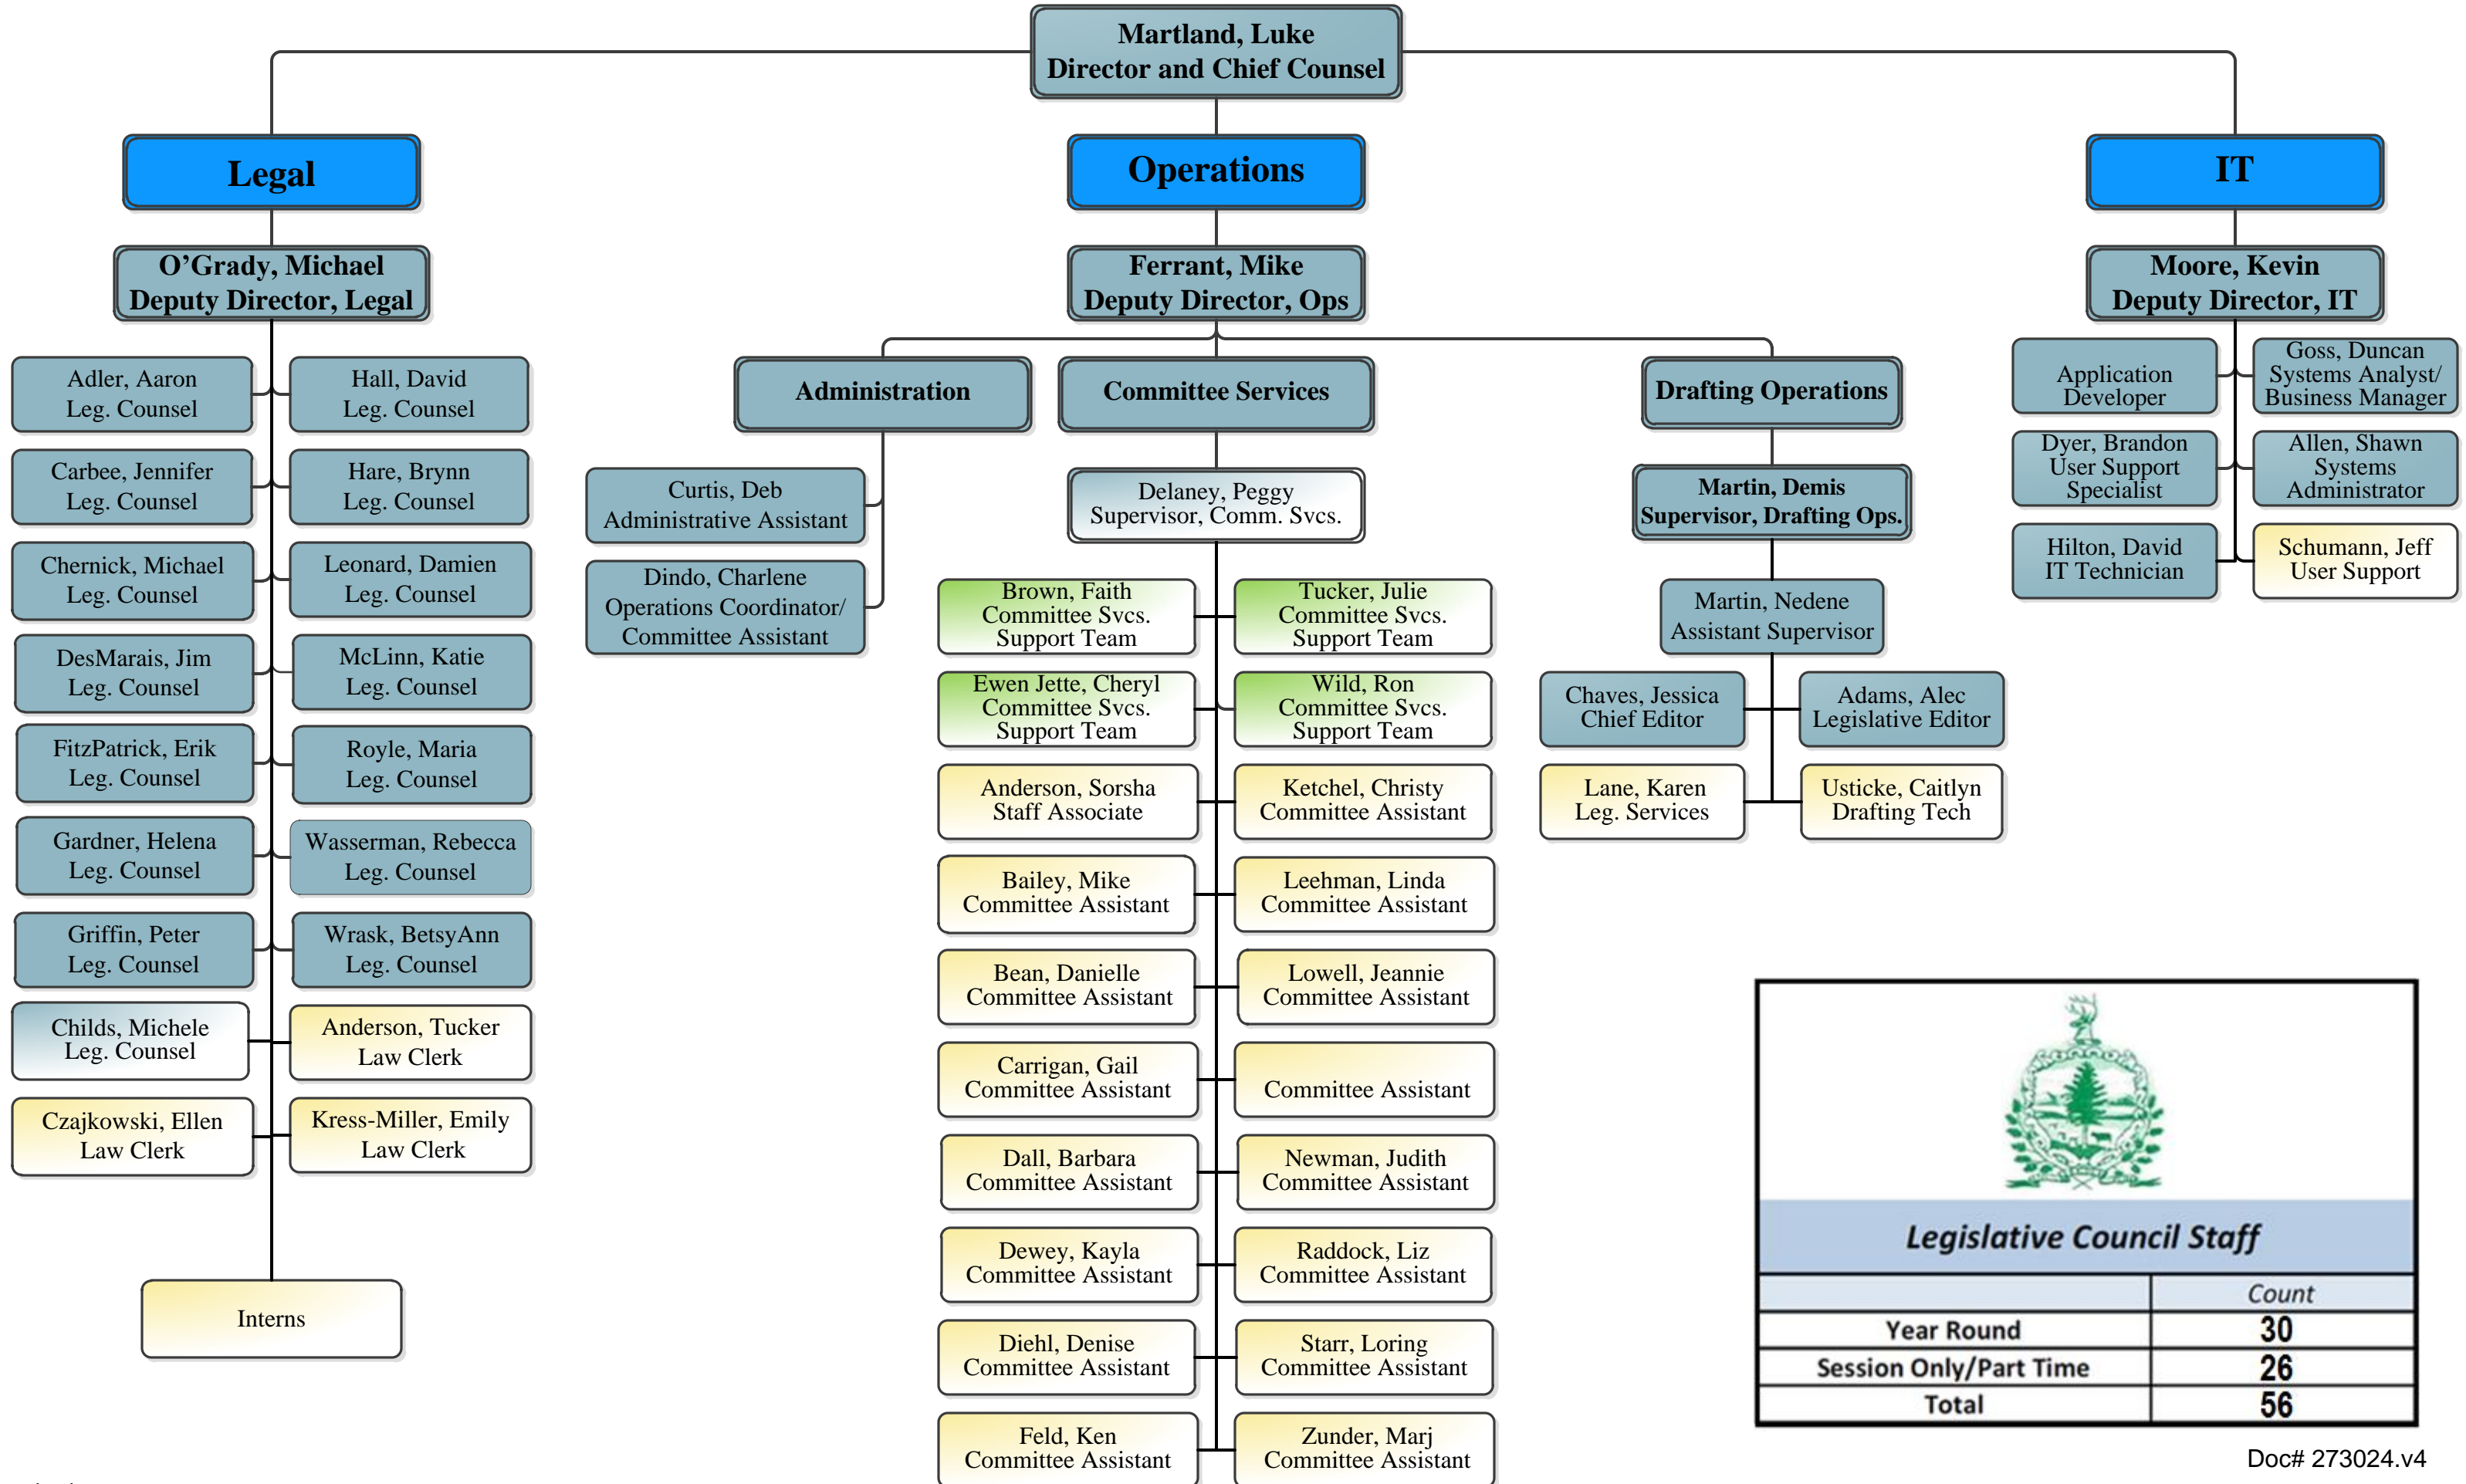 Martland, Luke
Director and Chief Counsel
Legal
Operations
IT
O’Grady, Michael
Deputy Director, Legal
Ferrant, Mike
Deputy Director, Ops
Moore, Kevin
Deputy Director, IT
Adler, Aaron
Leg. Counsel
Hall, David
Leg. Counsel
Carbee, Jennifer
Leg. Counsel
Hare, Brynn
Leg. Counsel
Chernick, Michael
Leg. Counsel
Leonard, Damien
Leg. Counsel
DesMarais, Jim
Leg. Counsel
McLinn, Katie
Leg. Counsel
FitzPatrick, Erik
Leg. Counsel
Royle, Maria
Leg. Counsel
Gardner, Helena
Leg. Counsel
Wasserman, Rebecca
Leg. Counsel
Griffin, Peter
Leg. Counsel
Wrask, BetsyAnn
Leg. Counsel
Childs, Michele
Leg. Counsel
Anderson, Tucker
Law Clerk
Czajkowski, Ellen
Law Clerk
Kress-Miller, Emily
Law Clerk
Interns
Administration
Curtis, Deb
Administrative Assistant
Dindo, Charlene
Operations Coordinator/
Committee Assistant
Committee Services
Delaney, Peggy
Supervisor, Comm. Svcs.
Brown, Faith
Committee Svcs.
Support Team
Tucker, Julie
Committee Svcs.
Support Team
Ewen Jette, Cheryl
Committee Svcs.
Support Team
Wild, Ron
Committee Svcs.
Support Team
Anderson, Sorsha
Staff Associate
Ketchel, Christy
Committee Assistant
Bailey, Mike
Committee Assistant
Leehman, Linda
Committee Assistant
Bean, Danielle
Committee Assistant
Lowell, Jeannie
Committee Assistant
Carrigan, Gail
Committee Assistant
Committee Assistant
Dall, Barbara
Committee Assistant
Newman, Judith
Committee Assistant
Dewey, Kayla
Committee Assistant
Raddock, Liz
Committee Assistant
Diehl, Denise
Committee Assistant
Starr, Loring
Committee Assistant
Feld, Ken
Committee Assistant
Zunder, Marj
Committee Assistant
Drafting Operations
Martin, Demis
Supervisor, Drafting Ops.
Martin, Nedene
Assistant Supervisor
Chaves, Jessica
Chief Editor
Adams, Alec
Legislative Editor
Lane, Karen
Leg. Services
Usticke, Caitlyn
Drafting Tech
Application
Developer
Goss, Duncan
Systems Analyst/
Business Manager
Dyer, Brandon
User Support
Specialist
Allen, Shawn
Systems
Administrator
Hilton, David
IT Technician
Schumann, Jeff
User Support
Legislative Council Staff
Count
Year Round 30
Session Only/Part Time 26
Total 56
Doc# 273024.v4